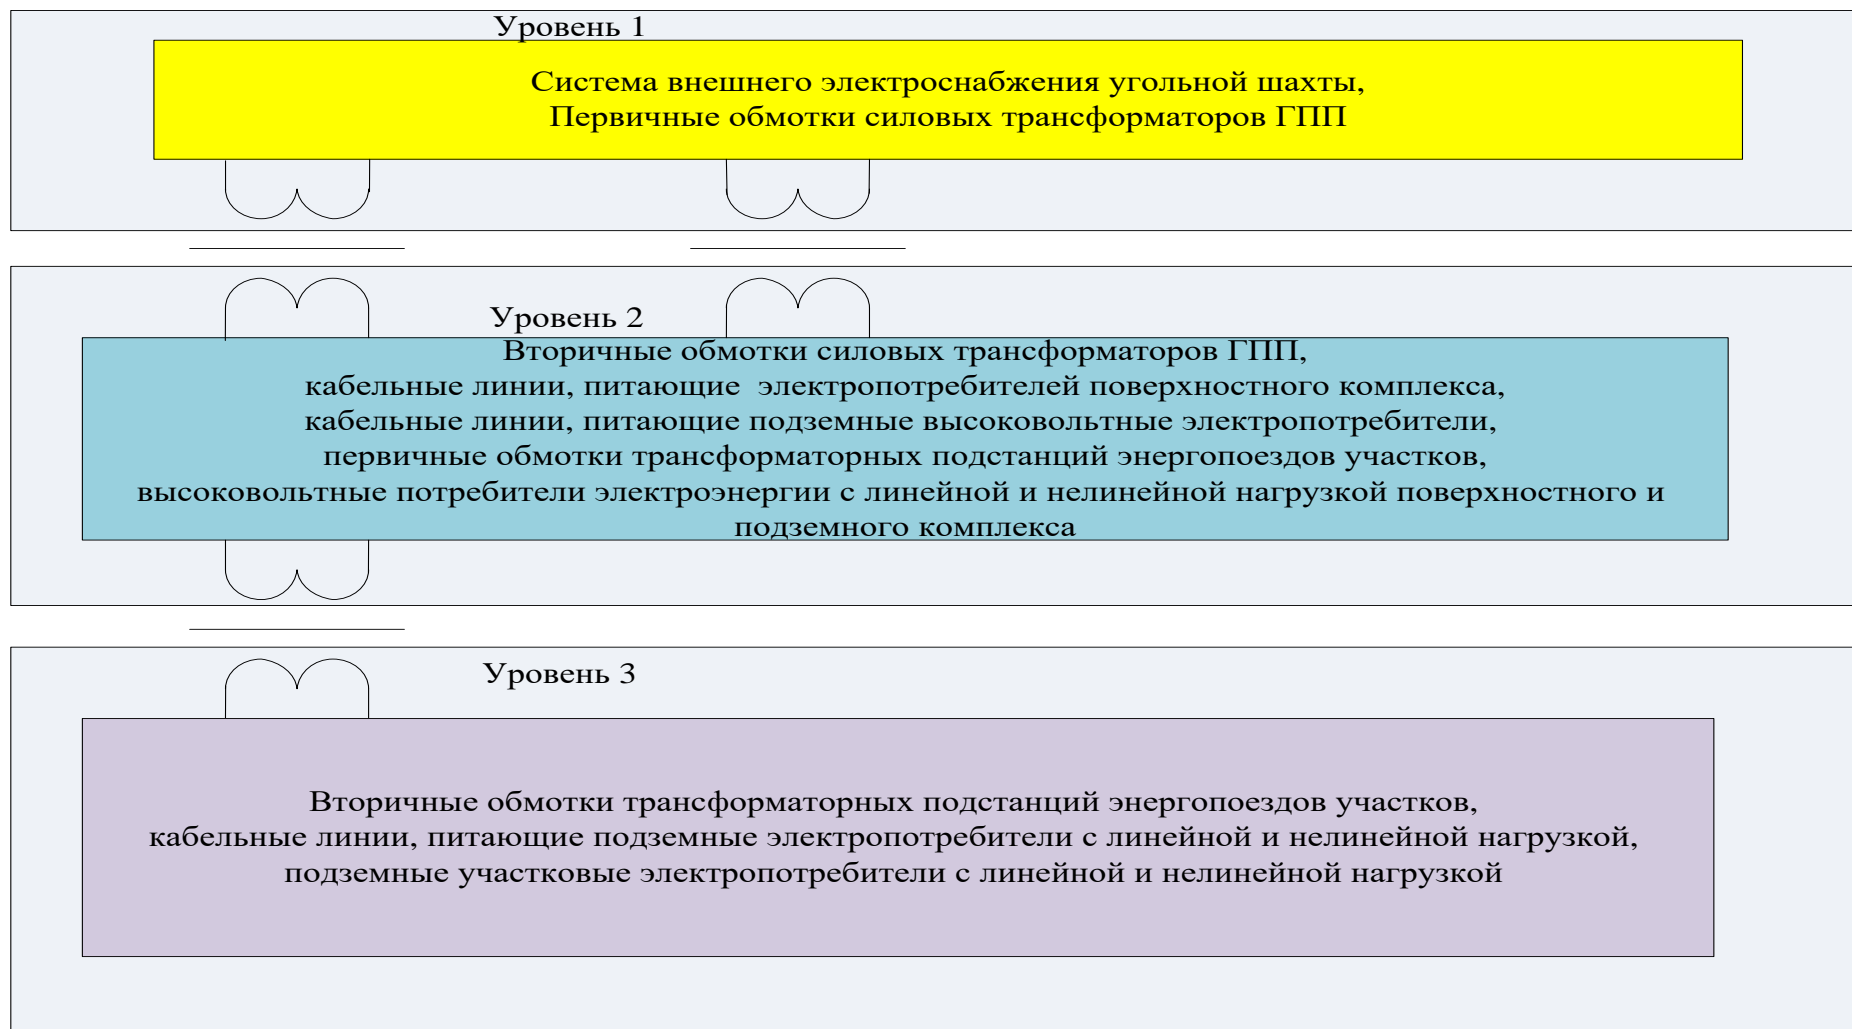 Уровень 1
Система внешнего электроснабжения угольной шахты,
Первичные обмотки силовых трансформаторов ГПП
Уровень 2
Вторичные обмотки силовых трансформаторов ГПП,
кабельные линии, питающие  электропотребителей поверхностного комплекса,
кабельные линии, питающие подземные высоковольтные электропотребители,
первичные обмотки трансформаторных подстанций энергопоездов участков,
высоковольтные потребители электроэнергии с линейной и нелинейной нагрузкой поверхностного и
подземного комплекса
Уровень 3
Вторичные обмотки трансформаторных подстанций энергопоездов участков,
кабельные линии, питающие подземные электропотребители с линейной и нелинейной нагрузкой,
подземные участковые электропотребители с линейной и нелинейной нагрузкой